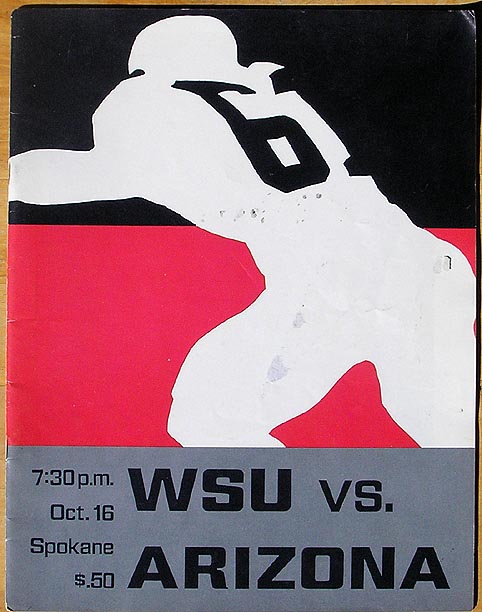 6
7:30 p.m.
Oct. 16
Spokane
$.50
WSU vs.
ARIZONA